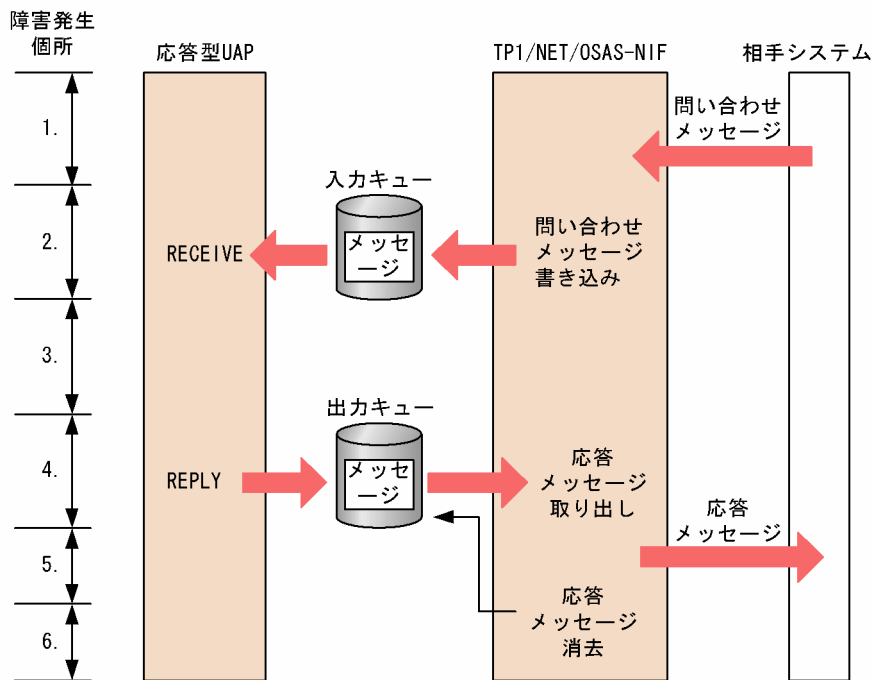 障害発生
個所
応答型UAP
TP1/NET/OSAS-NIF
相手システム
1.
問い合わせ
メッセージ
2.
RECEIVE
入力キュー
メッセ
ージ
問い合わせ
メッセージ
書き込み
3.
4.
REPLY
出力キュー
メッセ
ージ
応答
メッセージ
取り出し
応答
メッセージ
5.
6.
応答
メッセージ
消去